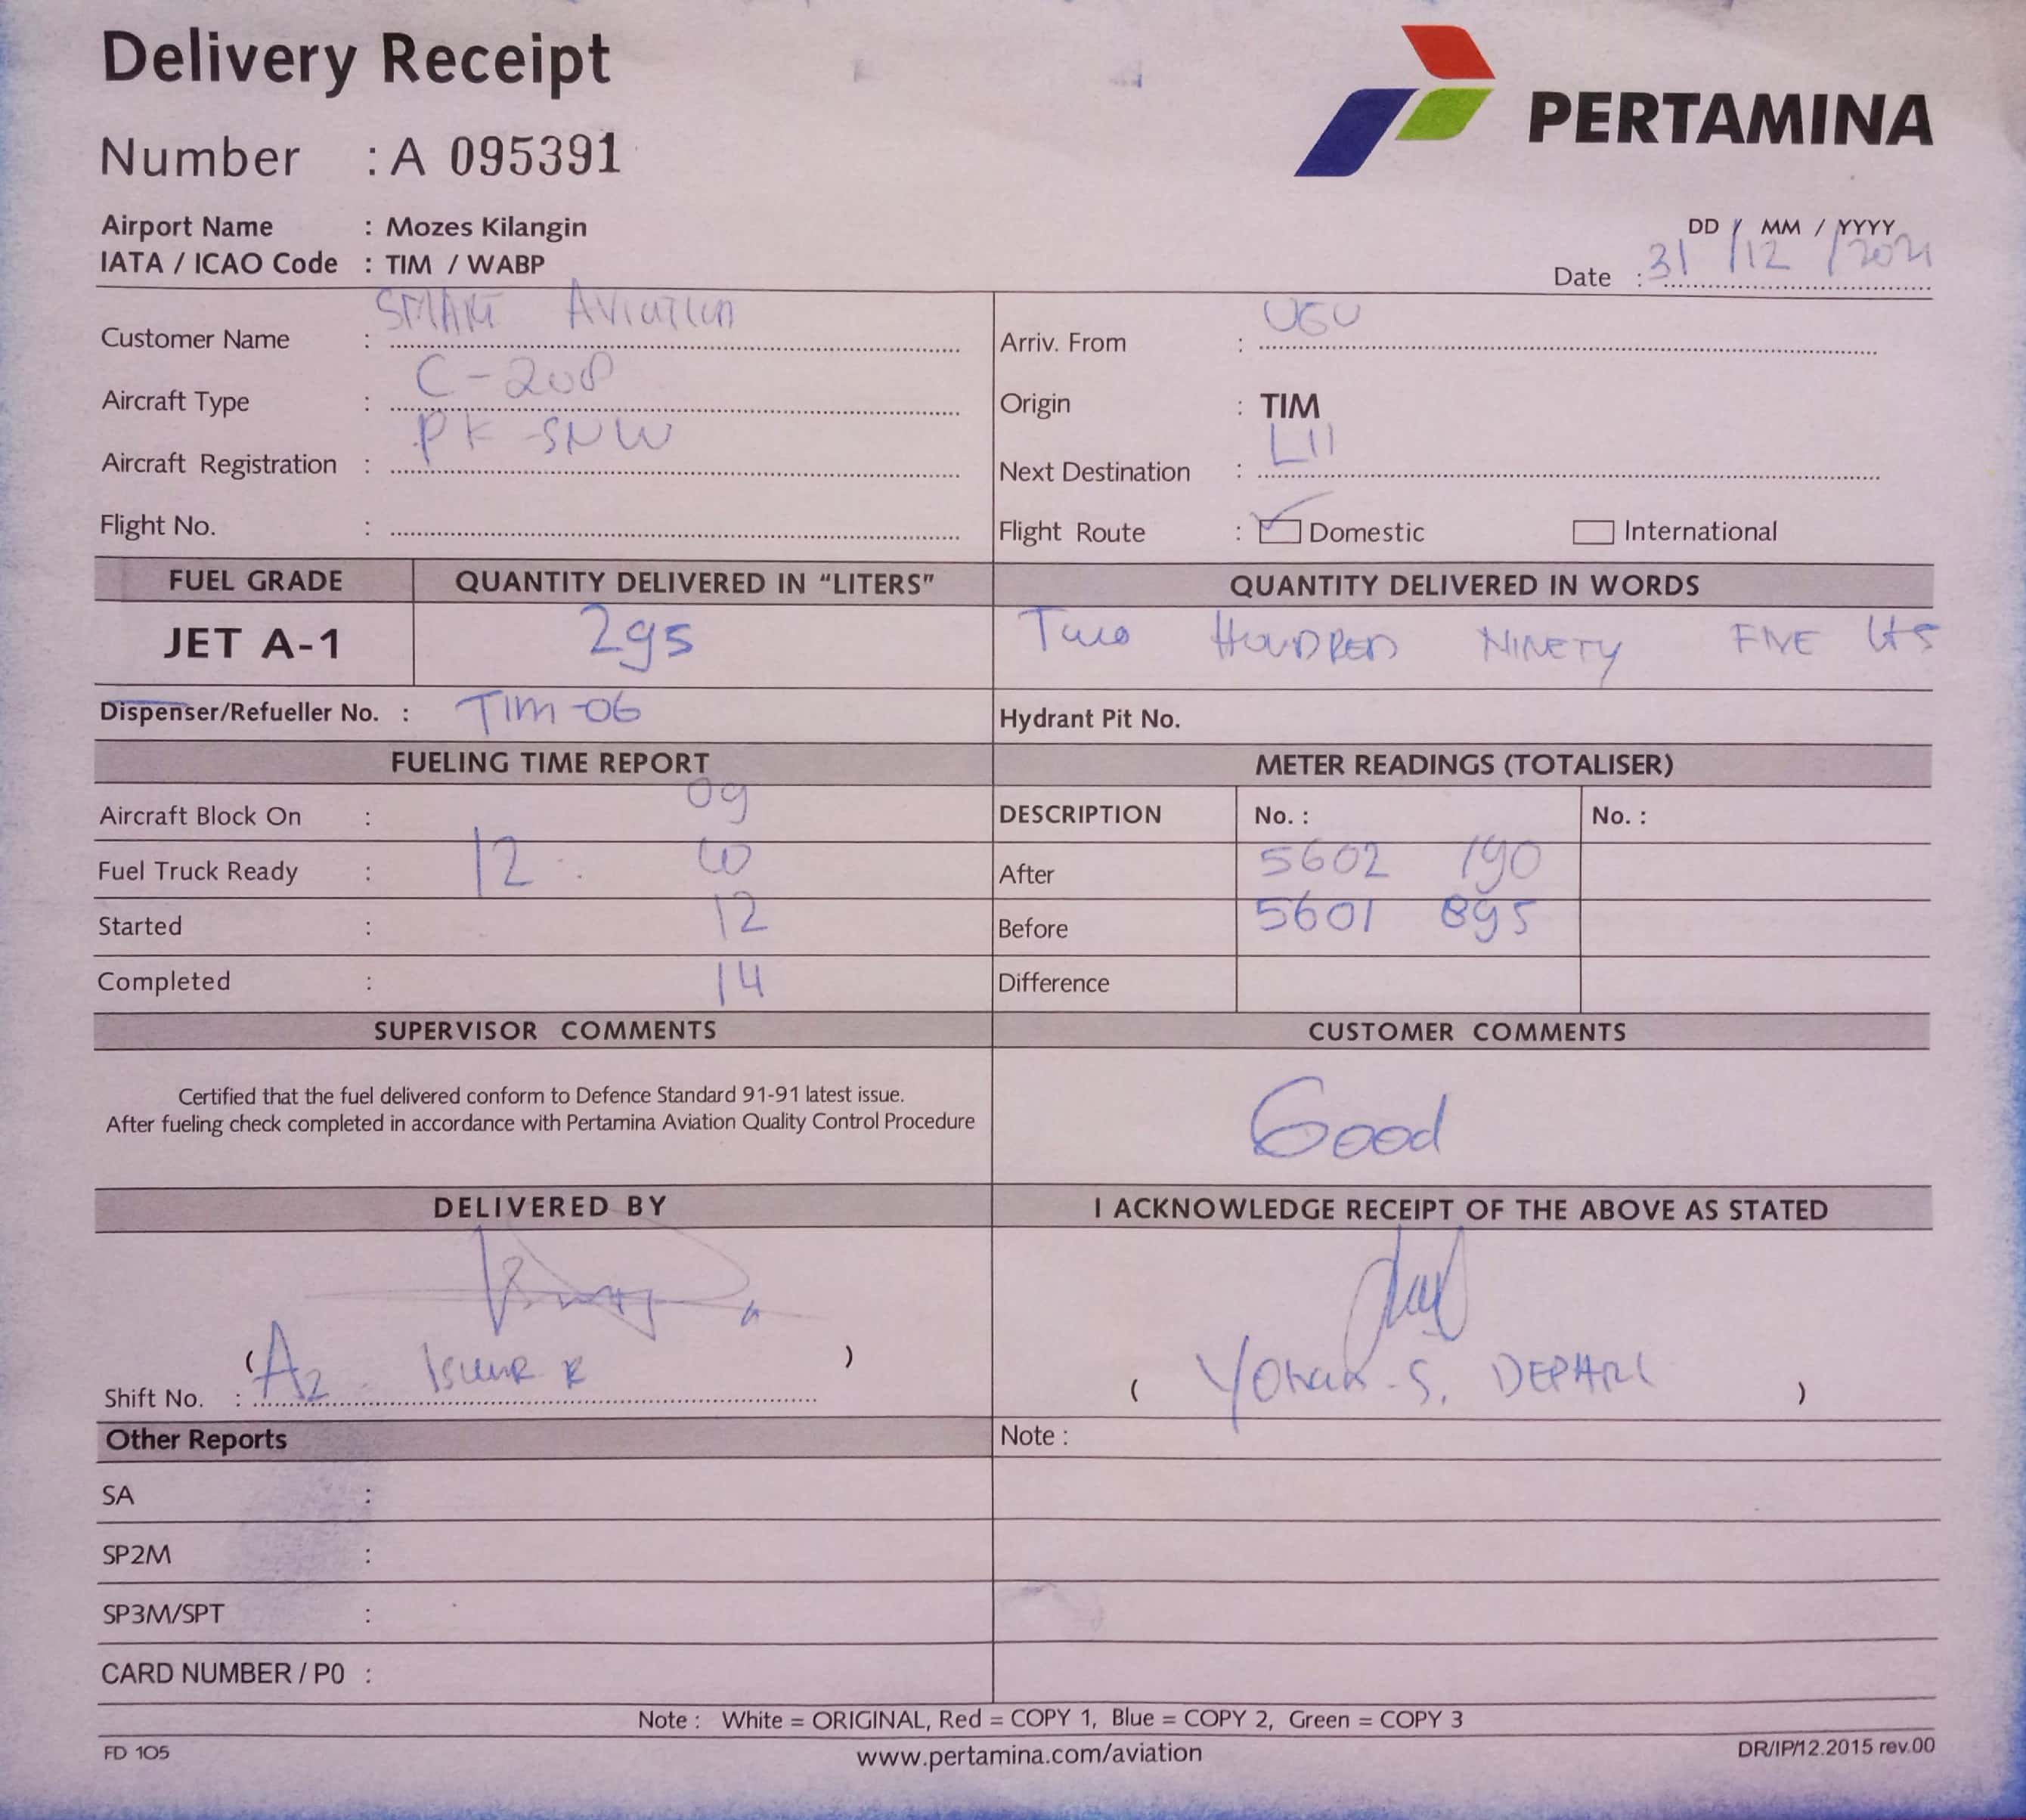 Delivery Receipt
PERTAMINA
Number : A 095391
Airport Name : Mozes Kilangin
IATA / ICAO Code : TIM / WABP
DD / MM / YYYY
Date : 31 /12 /2021
Customer Name : SMART AVIATION
Arriv. From : UGU
Aircraft Type : C-208
Origin : TIM
Aircraft Registration : PK-SNW
Next Destination : LII
Flight No. :
Flight Route : Domestic International
FUEL GRADE QUANTITY DELIVERED IN “LITERS” QUANTITY DELIVERED IN WORDS
JET A-1 295 Two HOUDRED NINETY FIVE Lts
Dispenser/Refueller No. : TIM-06 Hydrant Pit No.
FUELING TIME REPORT METER READINGS (TOTALISER)
Aircraft Block On : 09 DESCRIPTION No. : No. :
Fuel Truck Ready : 12 : 10 After 5602 190
Started : 12 Before 5601 895
Completed : 14 Difference
SUPERVISOR COMMENTS CUSTOMER COMMENTS
Certified that the fuel delivered conform to Defence Standard 91-91 latest issue.
After fueling check completed in accordance with Pertamina Aviation Quality Control Procedure
Good
DELIVERED BY I ACKNOWLEDGE RECEIPT OF THE ABOVE AS STATED
Shift No. : ( A2 )
( S. DEPARI )
Other Reports Note :
SA :
SP2M :
SP3M/SPT :
CARD NUMBER / PO :
Note : White = ORIGINAL, Red = COPY 1, Blue = COPY 2, Green = COPY 3
FD 105 www.pertamina.com/aviation DR/IP/12.2015 rev.00